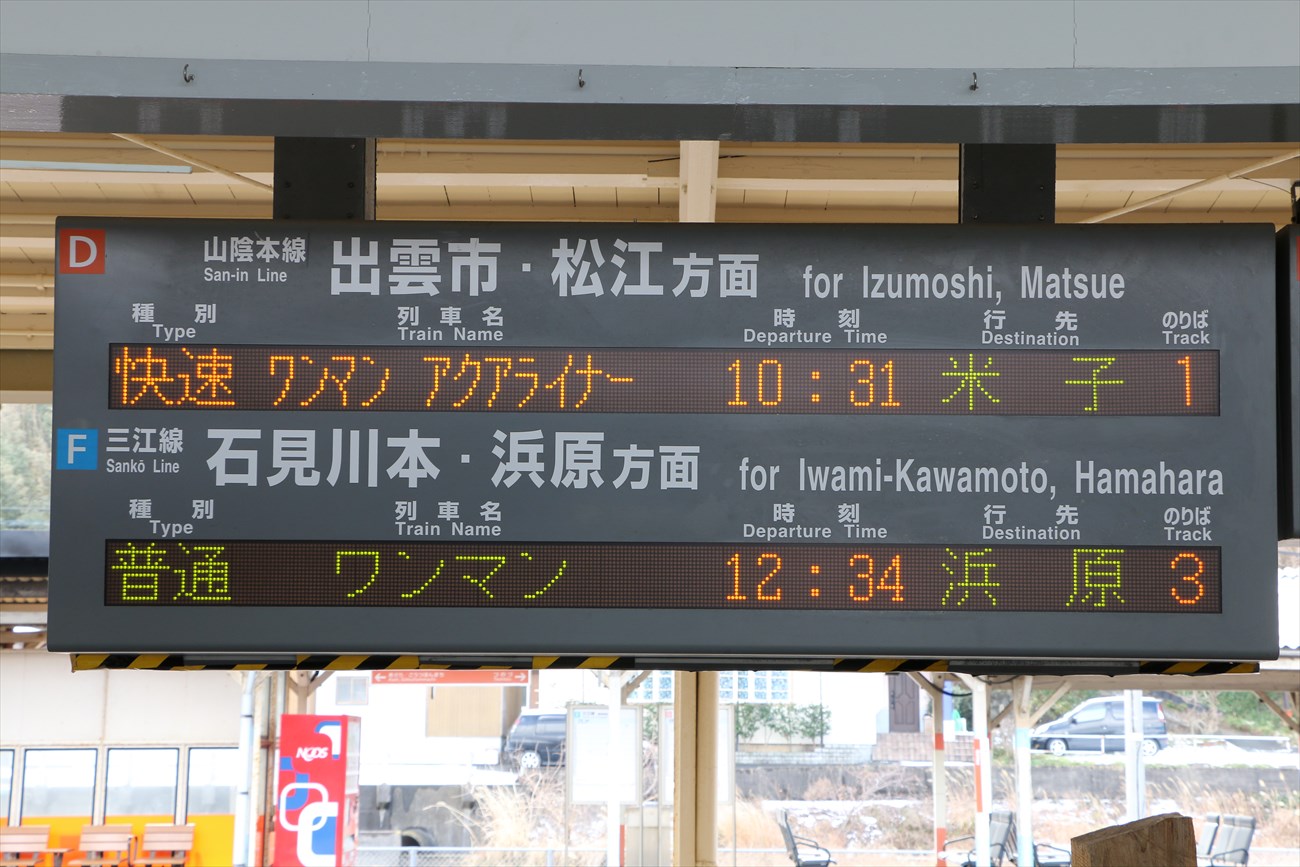 D 山陰本線 出雲市・松江方面 for Izumoshi, Matsue
San-in Line
種別 列車名 時刻 行先 のりば
Type Train Name Departure Time Destination Track
快速 ワンマン アクアライナー 10:31 米子 1
F 三江線 石見川本・浜原方面 for Iwami-Kawamoto, Hamahara
Sankō Line
種別 列車名 時刻 行先 のりば
Type Train Name Departure Time Destination Track
普通 ワンマン 12:34 浜原 3